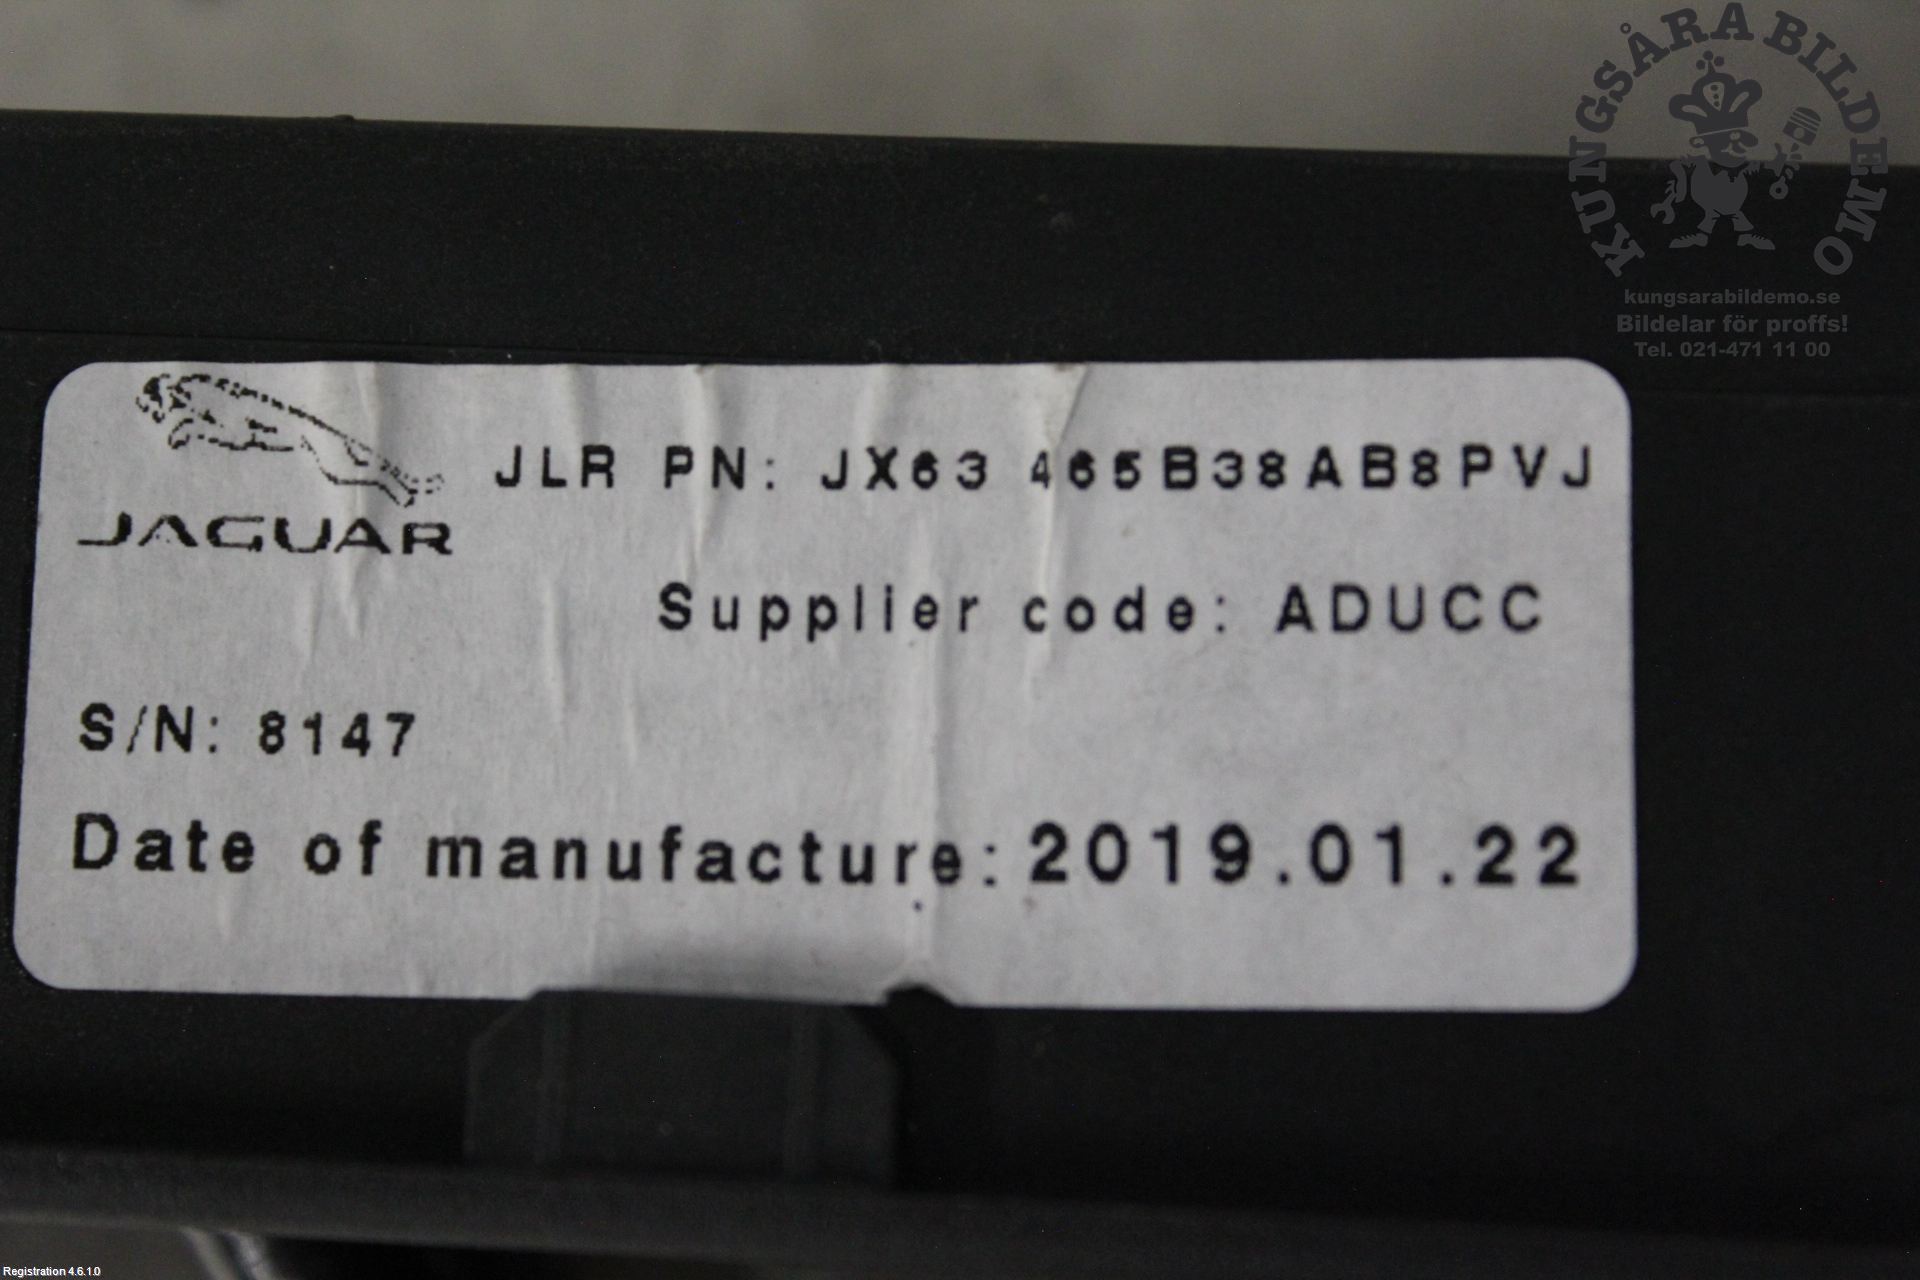 KUNGSÅRA BILDEMO
kungsarabildemo.se
Bildelar för proffs!
Tel. 021-471 11 00
JLR PN: JX63 465B38AB8PVJ
JAGUAR
Supplier code: ADUCC
S/N: 8147
Date of manufacture: 2019.01.22
Registration 4.6.1.0